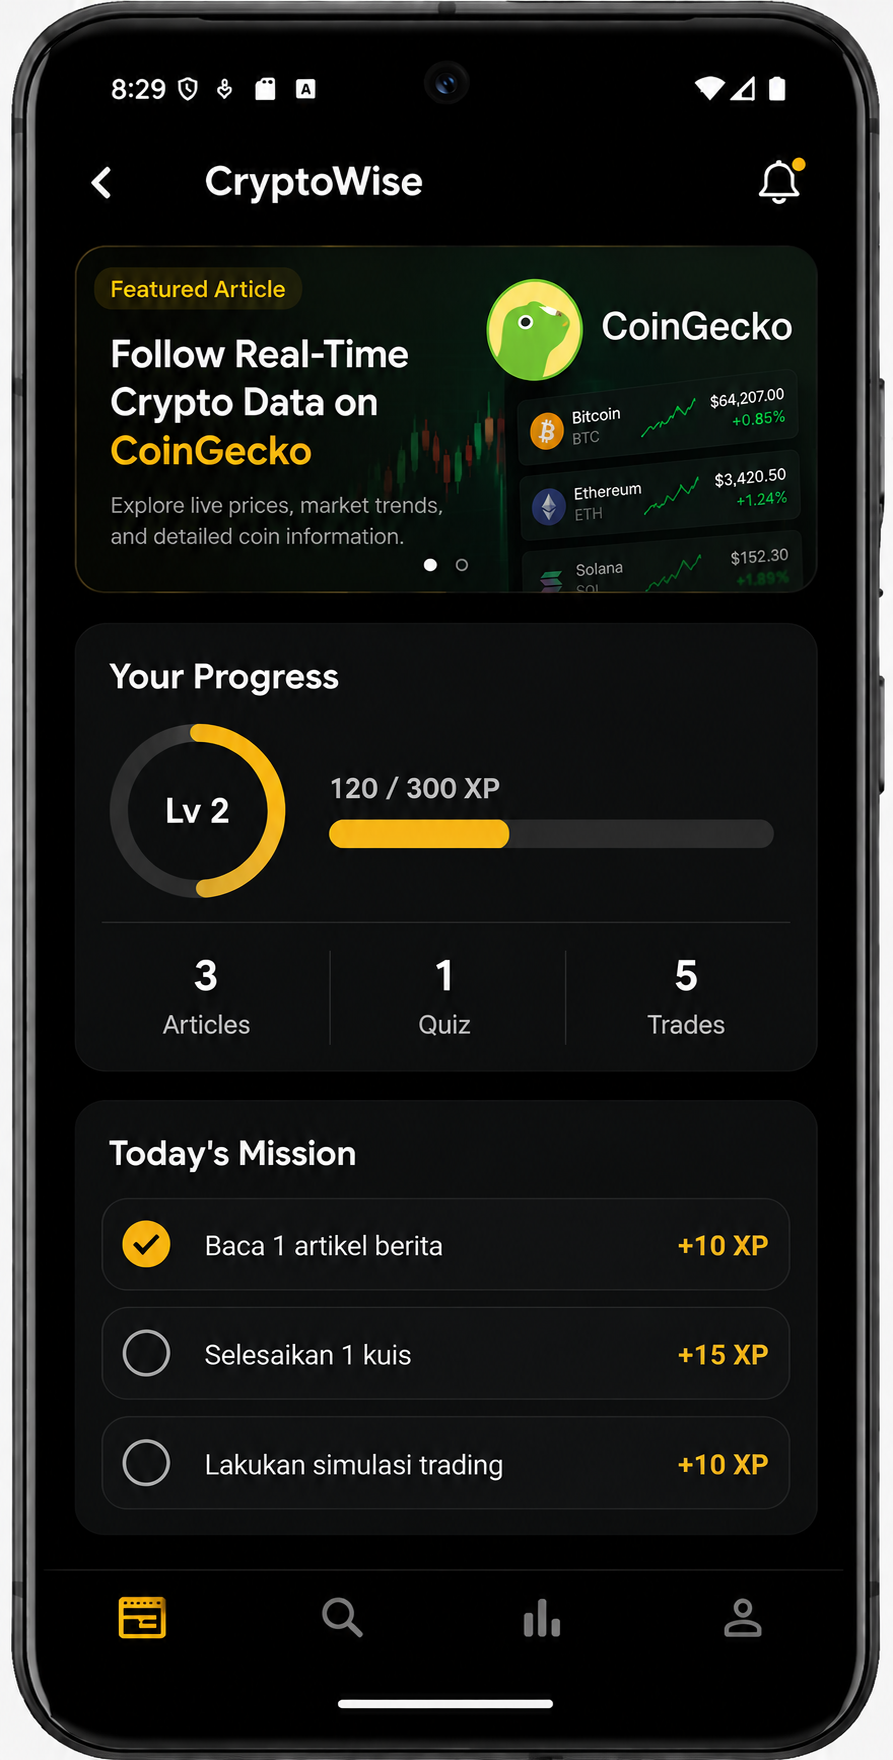 8:29
A
CryptoWise
Featured Article
Follow Real-Time
Crypto Data on
CoinGecko
Explore live prices, market trends,
and detailed coin information.
CoinGecko
Bitcoin
BTC
$64,207.00
+0.85%
Ethereum
ETH
$3,420.50
+1.24%
Solana
SOL
$152.30
+1.89%
Your Progress
Lv 2
120 / 300 XP
3
Articles
1
Quiz
5
Trades
Today's Mission
Baca 1 artikel berita
+10 XP
Selesaikan 1 kuis
+15 XP
Lakukan simulasi trading
+10 XP